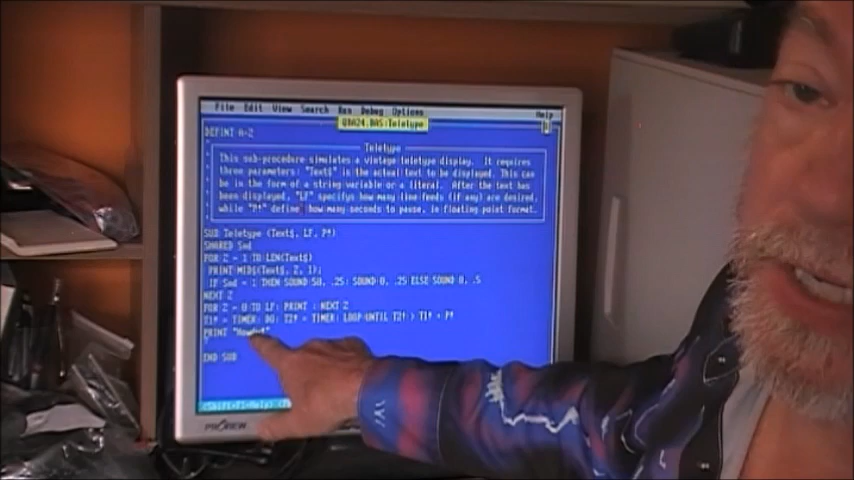 File Edit View Search Run Debug Options Help
QBA24.BAS:Teletype
DEFINT A-Z
Teletype
This sub-procedure simulates a vintage teletype display. It requires
three parameters: "Text$" is the actual text to be displayed. This can
be in the form of a string variable or a literal. After the text has
been displayed, "LF" specifys how many line feeds (if any) are desired,
while "P!" define how many seconds to pause, in floating point format.
SUB Teletype (Text$, LF, P!)
SHARED Snd
FOR Z = 1 TO LEN(Text$)
PRINT MID$(Text$, Z, 1);
IF Snd = 1 THEN SOUND 50, .25: SOUND 0, .25 ELSE SOUND 0, .5
NEXT Z
FOR Z = 0 TO LF: PRINT : NEXT Z
T1! = TIMER: DO: T2! = TIMER: LOOP UNTIL T2! > T1! + P!
PRINT
END SUB
<Shift+F1=Help>
PROVIEW